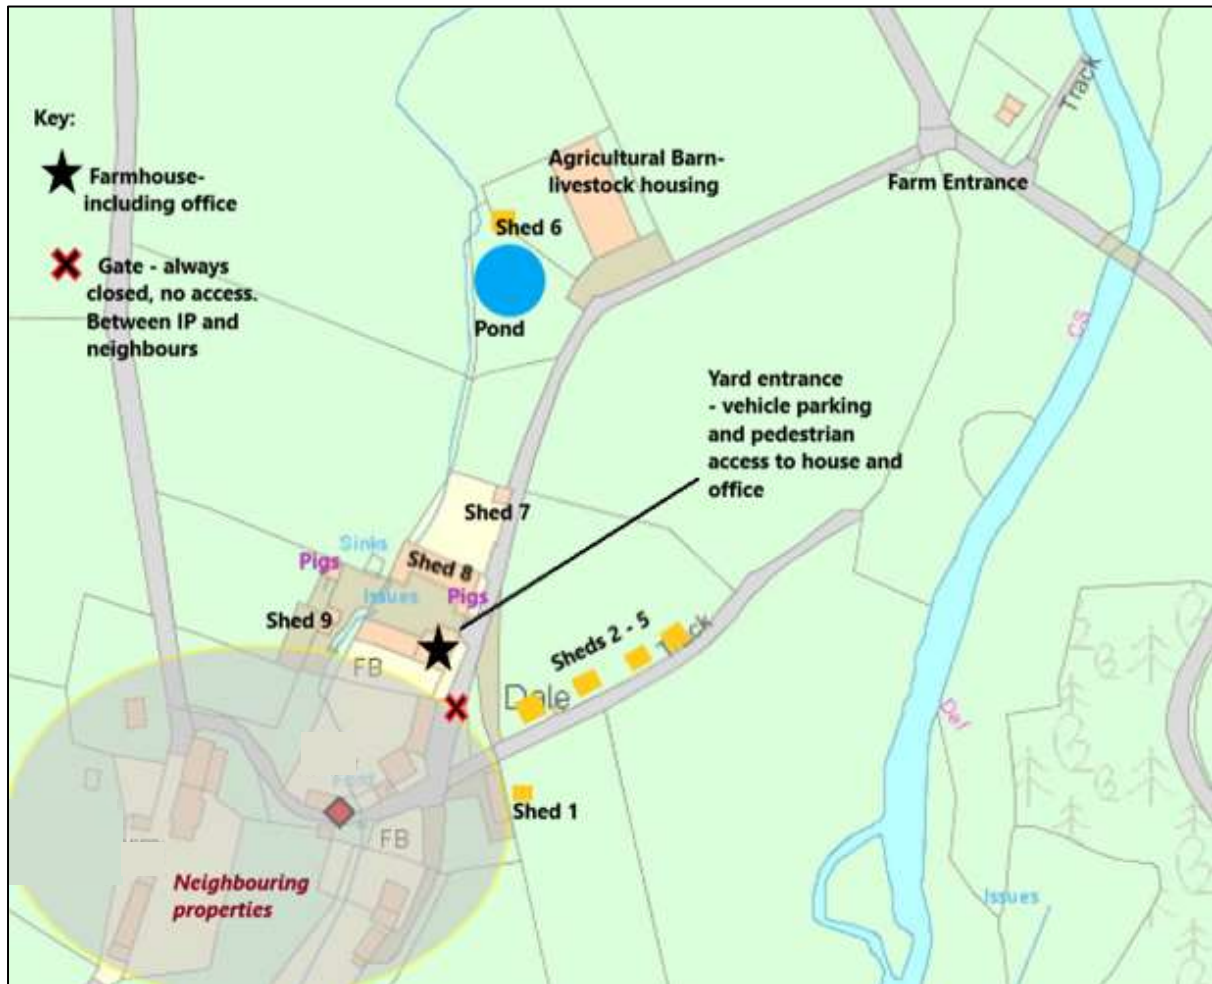 Key:
Farmhouse-
including office
Gate - always
closed, no access.
Between IP and
neighbours
Agricultural Barn-
livestock housing
Track
Farm Entrance
Shed 6
Pond
CS
Yard entrance
- vehicle parking
and pedestrian
access to house and
office
Shed 7
Sinks
Pigs
Shed 8
Issues
Pigs
Shed 9
Sheds 2 - 5
Track
FB
Dale
Def
Shed 1
FB
Neighbouring
properties
Issues